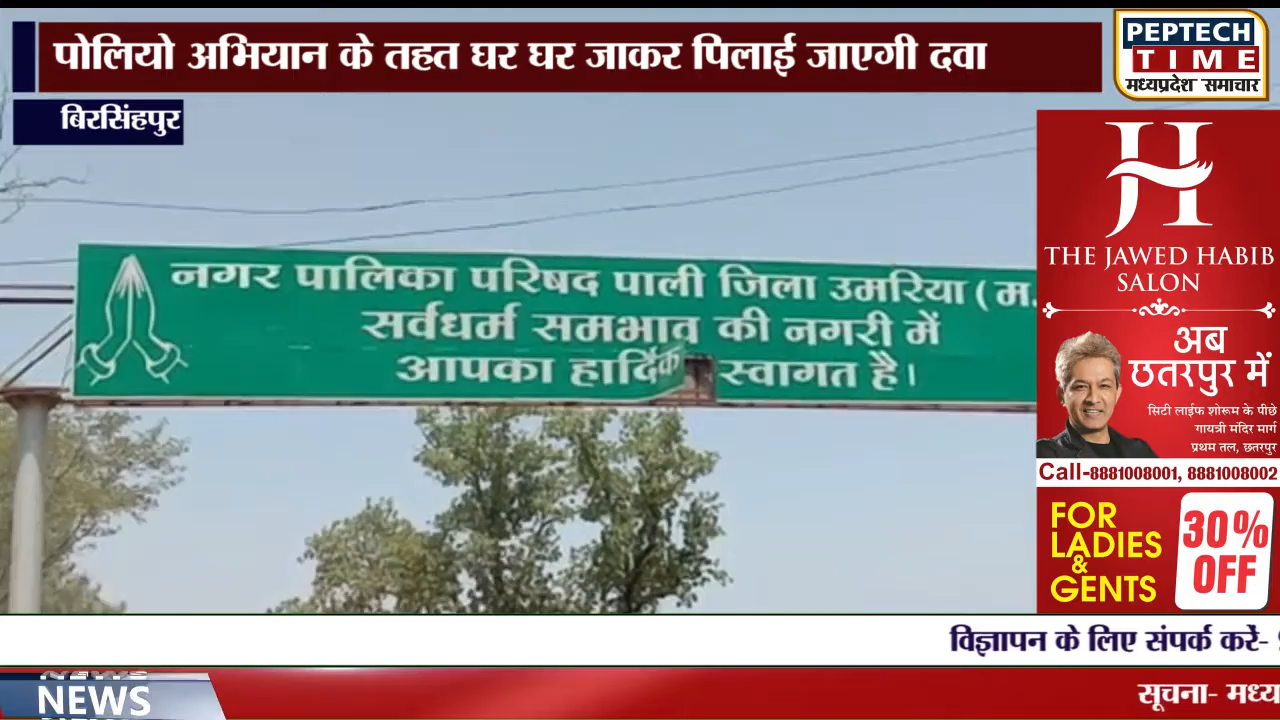 पोलियो अभियान के तहत घर घर जाकर पिलाई जाएगी दवा
PEPTECH
TIME
मध्यप्रदेश समाचार
बिरसिंहपुर
नगर पालिका परिषद पाली जिला उमरिया ( म.
सर्वधर्म समभाव की नगरी में
आपका हार्दिक स्वागत है।
JH
THE JAWED HABIB
SALON
अब
छतरपुर में
सिटी लाईफ शोरूम के पीछे
गायत्री मंदिर मार्ग
प्रथम तल, छतरपुर
Call-8881008001, 8881008002
FOR
LADIES
&
GENTS
30%
OFF
विज्ञापन के लिए संपर्क करें-
NEWS
सूचना- मध्य